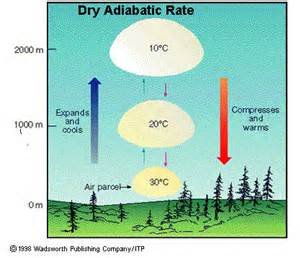 Dry Adiabatic Rate
2000 m
10°C
Expands
and
cools
Compresses
and
warms
1000 m
20°C
Air parcel
30°C
0 m
© 1998 Wadsworth Publishing Company/ITP